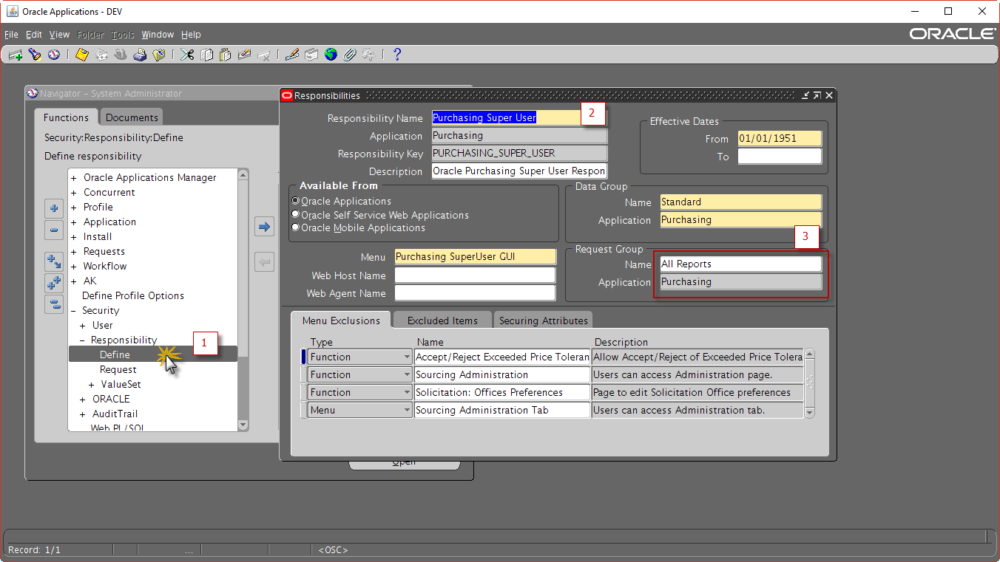 Oracle Applications - DEV
File Edit View Folder Tools Window Help
ORACLE
Navigator – System Administrator
Functions Documents
Security:Responsibility:Define
Define responsibility
+ Oracle Applications Manager
+ Concurrent
+ Profile
+ Application
+ Install
+ Requests
+ Workflow
+ AK
Define Profile Options
– Security
+ User
– Responsibility
Define
1
Request
+ ValueSet
+ ORACLE
+ AuditTrail
Web PL/SQL
Open
Responsibilities
Responsibility Name Purchasing Super User
2
Application Purchasing
Responsibility Key PURCHASING_SUPER_USER
Description Oracle Purchasing Super User Respon
Effective Dates
From 01/01/1951
To
Available From
Oracle Applications
Oracle Self Service Web Applications
Oracle Mobile Applications
Data Group
Name Standard
Application Purchasing
3
Menu Purchasing SuperUser GUI
Web Host Name
Web Agent Name
Request Group
Name All Reports
Application Purchasing
Menu Exclusions Excluded Items Securing Attributes
Type Name Description
Function Accept/Reject Exceeded Price Toleran Allow Accept/Reject of Exceeded Price Tolera
Function Sourcing Administration Users can access Administration page.
Function Solicitation: Offices Preferences Page to edit Solicitation Office preferences
Menu Sourcing Administration Tab Users can access Administration tab.
Record: 1/1 ... <OSC>